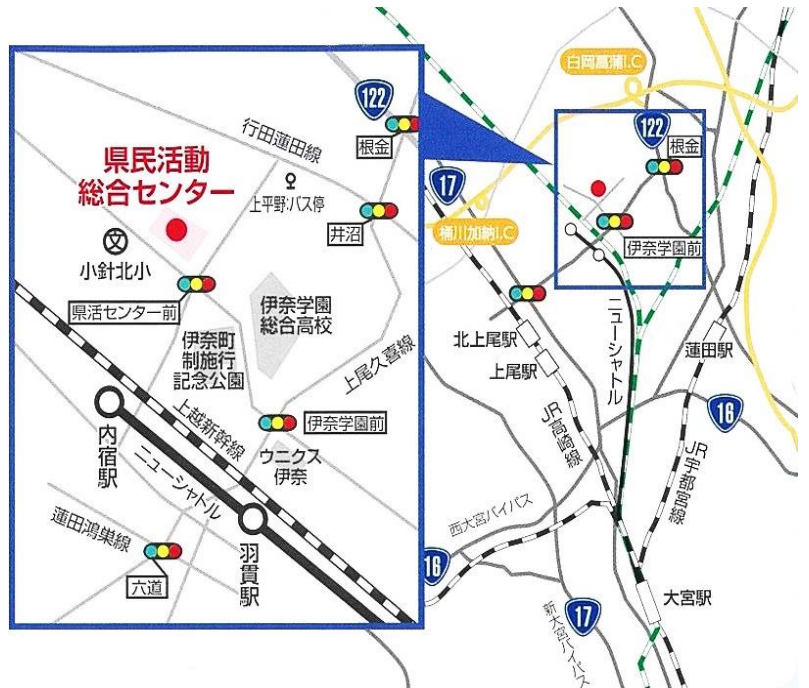 122
行田蓮田線
根金
県民活動
総合センター
上平野:バス停
井沼
文
小針北小
県活センター前
伊奈学園
総合高校
伊奈町
制施行
記念公園
上尾久喜線
上越新幹線
伊奈学園前
内宿駅
ニューシャトル
ウニクス
伊奈
蓮田鴻巣線
羽貫駅
六道
白岡菖蒲I.C
122
根金
17
桶川加納I.C
伊奈学園前
ニューシャトル
北上尾駅
上尾駅
蓮田駅
JR高崎線
16
JR宇都宮線
西大宮バイパス
16
大宮駅
17
新大宮バイパス